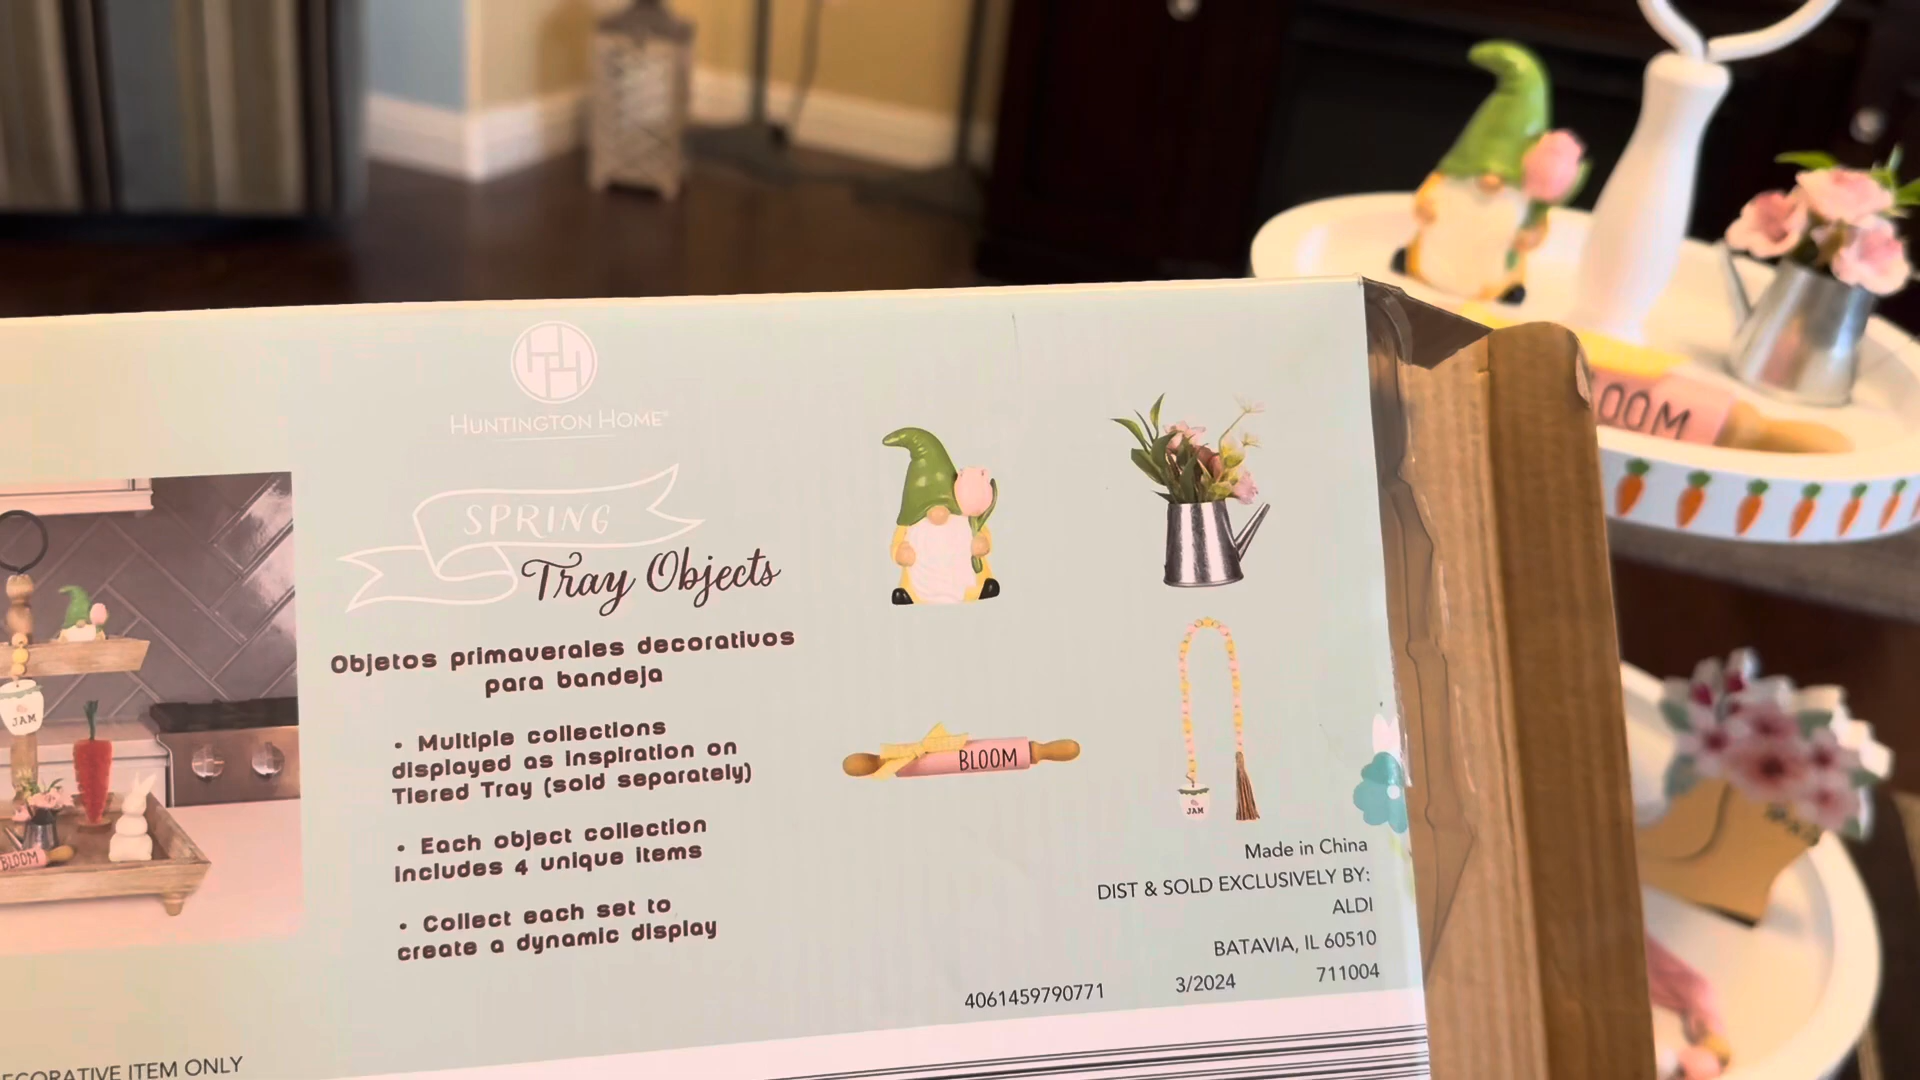 HUNTINGTON HOME®
SPRING
Tray Objects
Objetos primaverales decorativos
para bandeja
• Multiple collections
displayed as inspiration on
Tiered Tray (sold separately)
• Each object collection
includes 4 unique items
• Collect each set to
create a dynamic display
BLOOM
JAM
Made in China
DIST & SOLD EXCLUSIVELY BY:
ALDI
BATAVIA, IL 60510
4061459790771 3/2024 711004
JAM
BLOOM
ECORATIVE ITEM ONLY
OOM